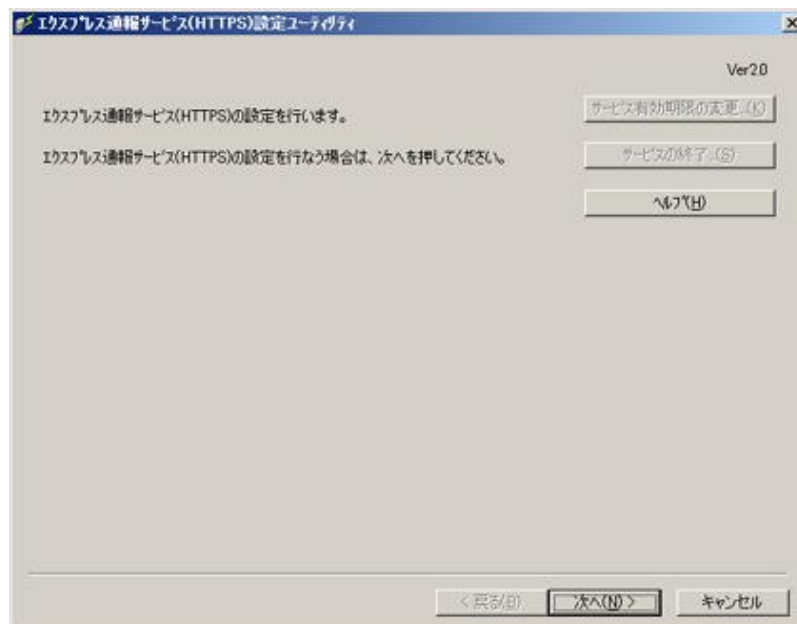 エクスプレス通報サービス(HTTPS)設定ユーティリティ
Ver2.0
エクスプレス通報サービス(HTTPS)の設定を行います。
サービス有効期限の変更..(K)
エクスプレス通報サービス(HTTPS)の設定を行なう場合は、次へを押してください。
サービスの終了..(S)
ヘルプ(H)
< 戻る(B)
次へ(N) >
キャンセル